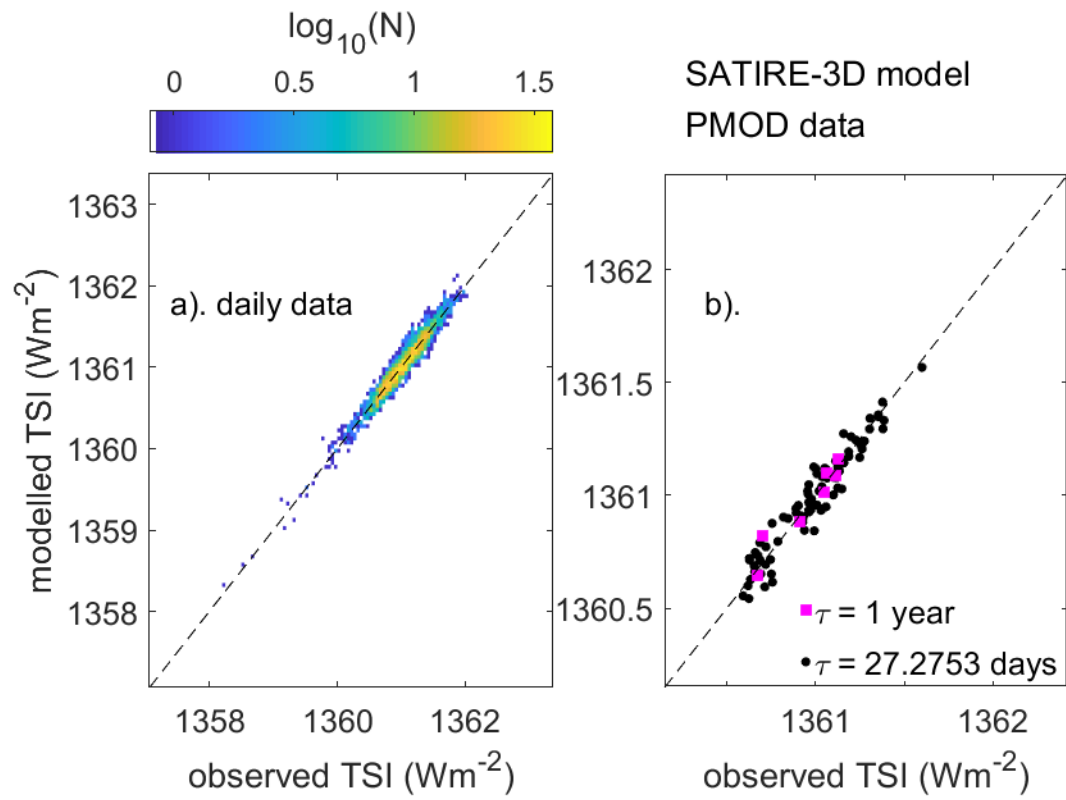 log10(N)
0 0.5 1 1.5
SATIRE-3D model
PMOD data
modelled TSI (Wm-2)
1363
1362
1361
1360
1359
1358
a). daily data
1358 1360 1362
observed TSI (Wm-2)
1362
1361.5
1361
1360.5
b).
τ = 1 year
τ = 27.2753 days
1361 1362
observed TSI (Wm-2)